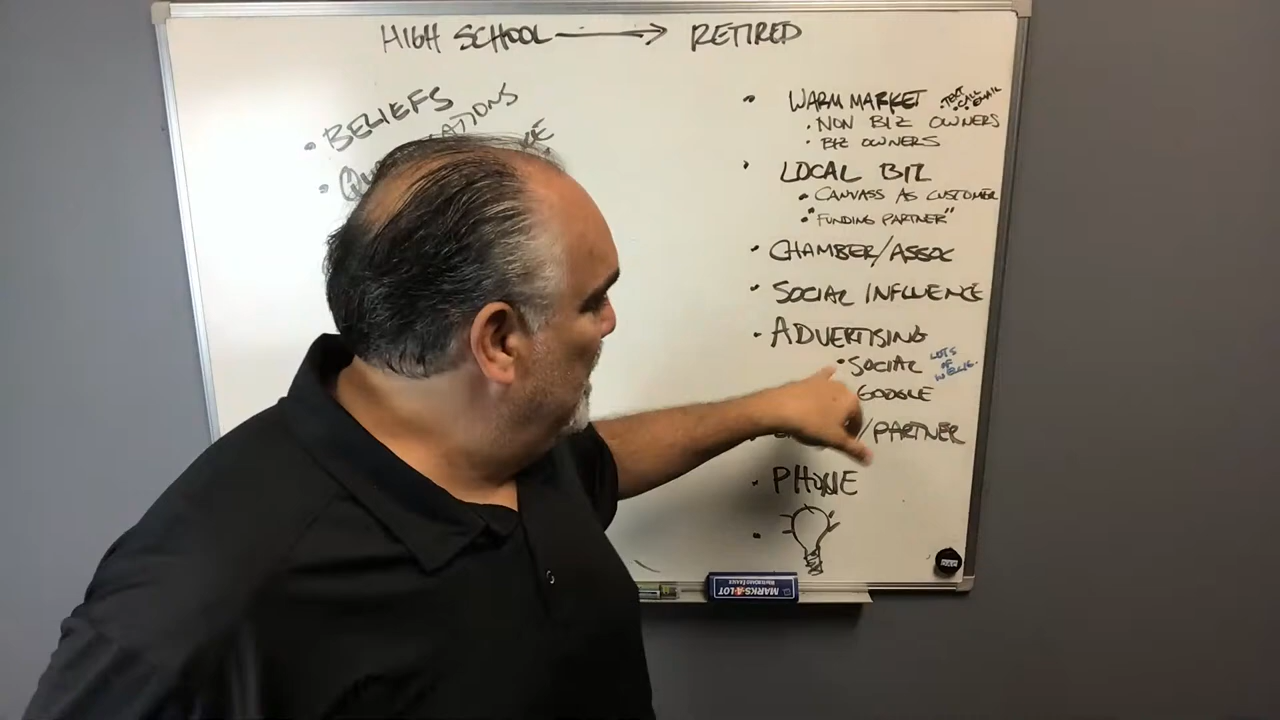 HIGH SCHOOL → RETIRED
• BELIEFS
• WARM MARKET • TEXT • CALL • EMAIL
• NON BIZ OWNERS
• BIZ OWNERS
• LOCAL BIZ
• CANVASS AS CUSTOMER
• "FUNDING PARTNER"
• CHAMBER/ASSOC
• SOCIAL INFLUENCE
• ADVERTISING
• SOCIAL LOTS OF
GOOGLE
/PARTNER
• PHONE
MARKS-A-LOT